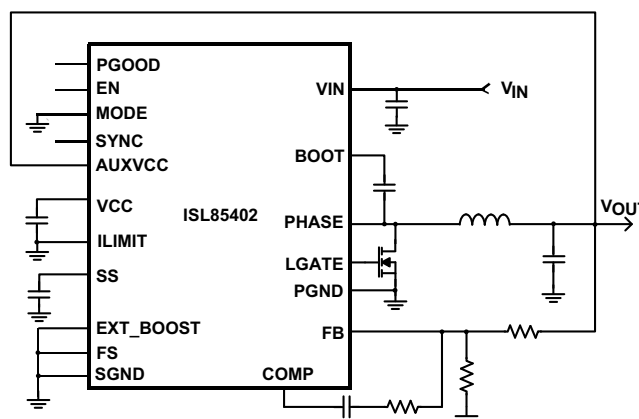 PGOOD
EN
MODE
SYNC
AUXVCC
VCC
ILIMIT
SS
EXT_BOOST
FS
SGND
ISL85402
VIN
BOOT
PHASE
LGATE
PGND
FB
COMP
VIN
VOUT